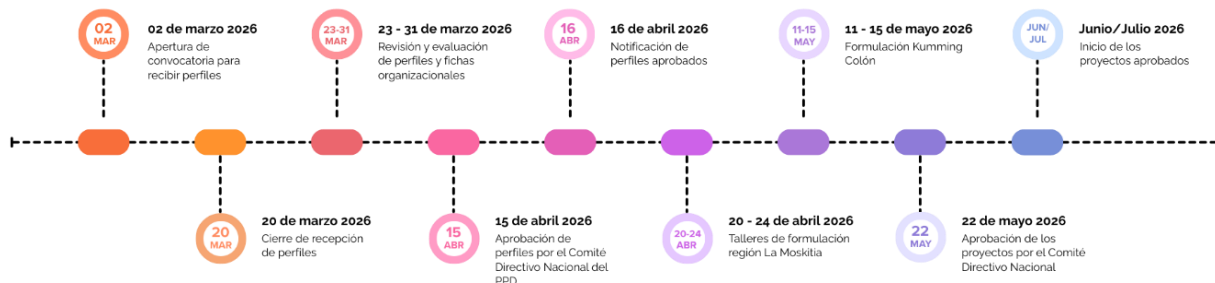 02
MAR
02 de marzo 2026
Apertura de
convocatoria para
recibir perfiles
23-31
MAR
23 - 31 de marzo 2026
Revisión y evaluación
de perfiles y fichas
organizacionales
16
ABR
16 de abril 2026
Notificación de
perfiles aprobados
11-15
MAY
11 - 15 de mayo 2026
Formulación Kumming
Colón
JUN/
JUL
Junio/Julio 2026
Inicio de los
proyectos aprobados
20
MAR
20 de marzo 2026
Cierre de recepción
de perfiles
15
ABR
15 de abril 2026
Aprobación de
perfiles por el Comité
Directivo Nacional del
PPD
20-24
ABR
20 - 24 de abril 2026
Talleres de formulación
región La Moskitia
22
MAY
22 de mayo 2026
Aprobación de los
proyectos por el Comité
Directivo Nacional